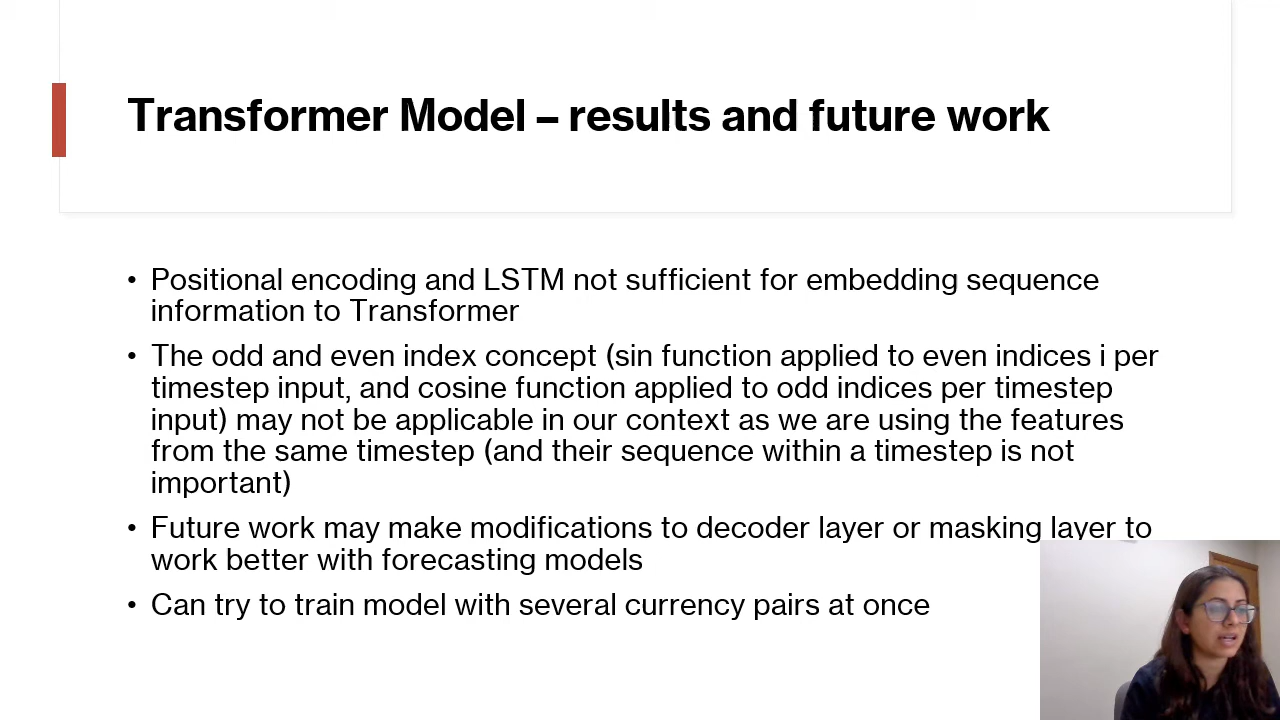 Transformer Model – results and future work
• Positional encoding and LSTM not sufficient for embedding sequence
information to Transformer
• The odd and even index concept (sin function applied to even indices i per
timestep input, and cosine function applied to odd indices per timestep
input) may not be applicable in our context as we are using the features
from the same timestep (and their sequence within a timestep is not
important)
• Future work may make modifications to decoder layer or masking layer to
work better with forecasting models
• Can try to train model with several currency pairs at once